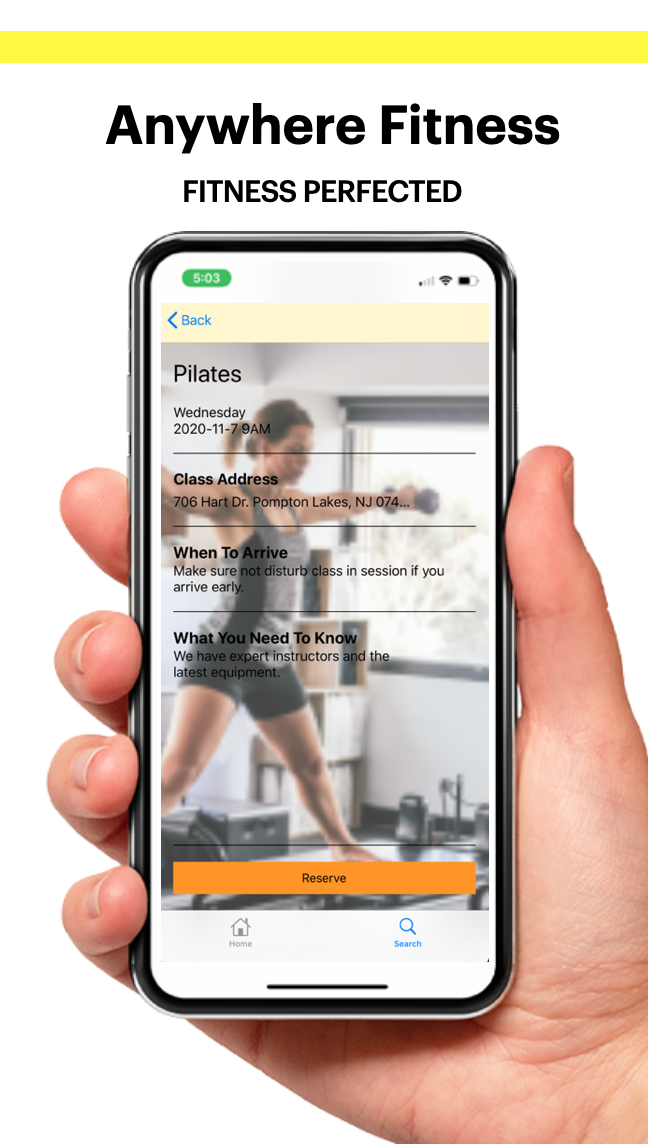 Anywhere Fitness
FITNESS PERFECTED
5:03
Back
Pilates
Wednesday
2020-11-7 9AM
Class Address
706 Hart Dr. Pompton Lakes, NJ 074...
When To Arrive
Make sure not disturb class in session if you
arrive early.
What You Need To Know
We have expert instructors and the
latest equipment.
Reserve
Home
Search